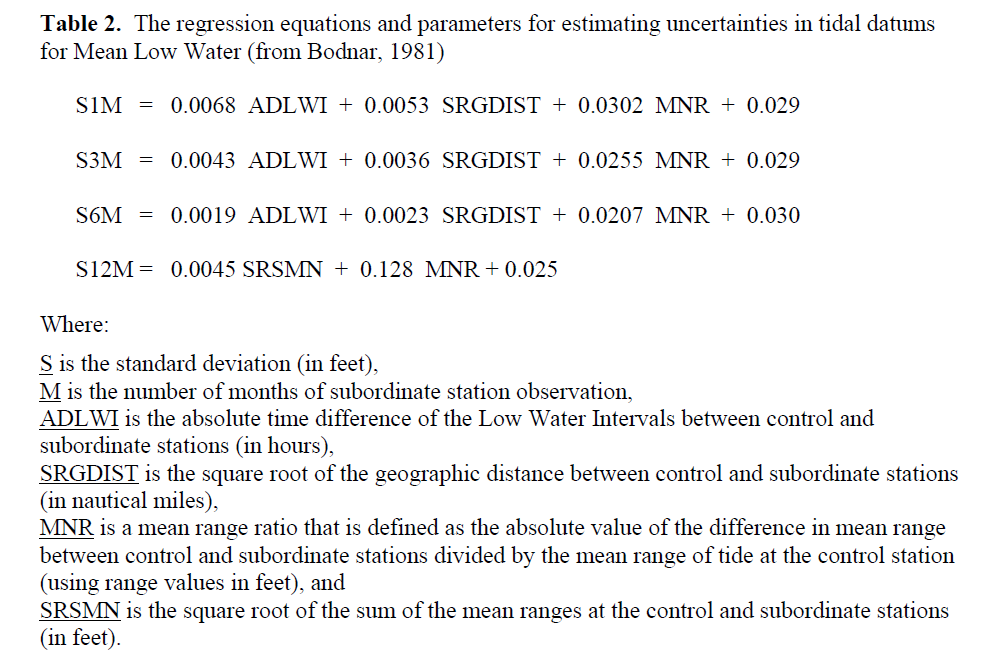 Table 2. The regression equations and parameters for estimating uncertainties in tidal datums
for Mean Low Water (from Bodnar, 1981)
S1M = 0.0068 ADLWI + 0.0053 SRGDIST + 0.0302 MNR + 0.029
S3M = 0.0043 ADLWI + 0.0036 SRGDIST + 0.0255 MNR + 0.029
S6M = 0.0019 ADLWI + 0.0023 SRGDIST + 0.0207 MNR + 0.030
S12M = 0.0045 SRSMN + 0.128 MNR + 0.025
Where:
S is the standard deviation (in feet),
M is the number of months of subordinate station observation,
ADLWI is the absolute time difference of the Low Water Intervals between control and
subordinate stations (in hours),
SRGDIST is the square root of the geographic distance between control and subordinate stations
(in nautical miles),
MNR is a mean range ratio that is defined as the absolute value of the difference in mean range
between control and subordinate stations divided by the mean range of tide at the control station
(using range values in feet), and
SRSMN is the square root of the sum of the mean ranges at the control and subordinate stations
(in feet).